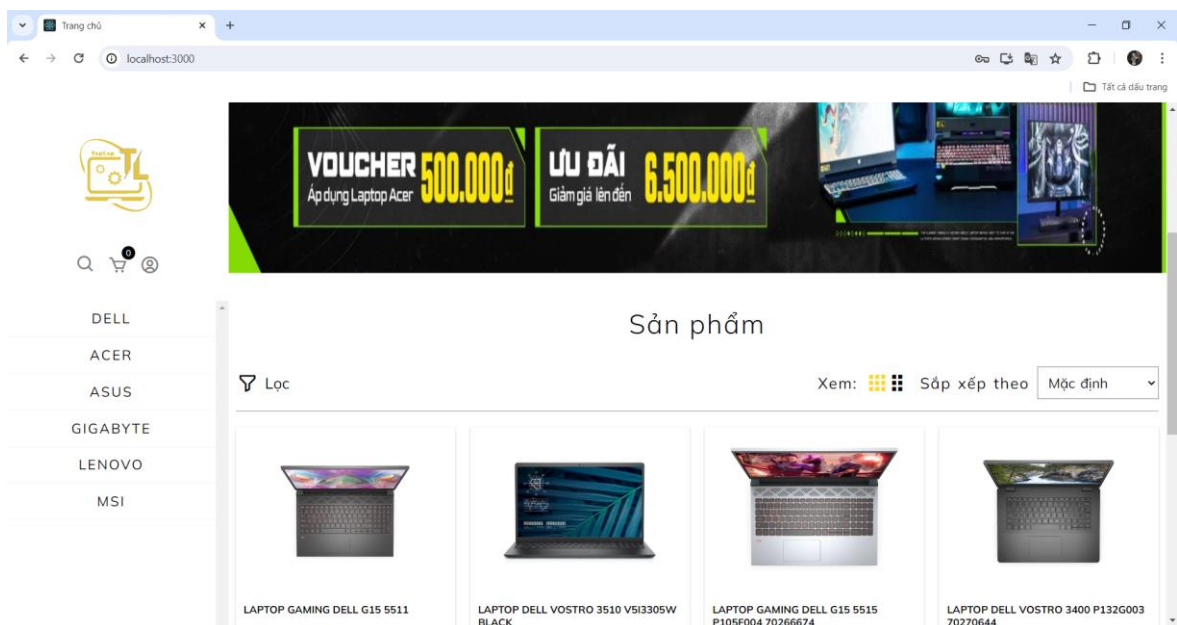 Trang chủ
localhost:3000
Tất cả dấu trang
TopLap
TL
VOUCHER
Áp dụng Laptop Acer
500.000đ
ƯU ĐÃI
Giảm giá lên đến
6.500.000đ
0
DELL
ACER
ASUS
GIGABYTE
LENOVO
MSI
Sản phẩm
Lọc
Xem:
Sắp xếp theo
Mặc định
LAPTOP GAMING DELL G15 5511
LAPTOP DELL VOSTRO 3510 V5I3305W
BLACK
LAPTOP GAMING DELL G15 5515
P105F004 70266674
LAPTOP DELL VOSTRO 3400 P132G003
70270644